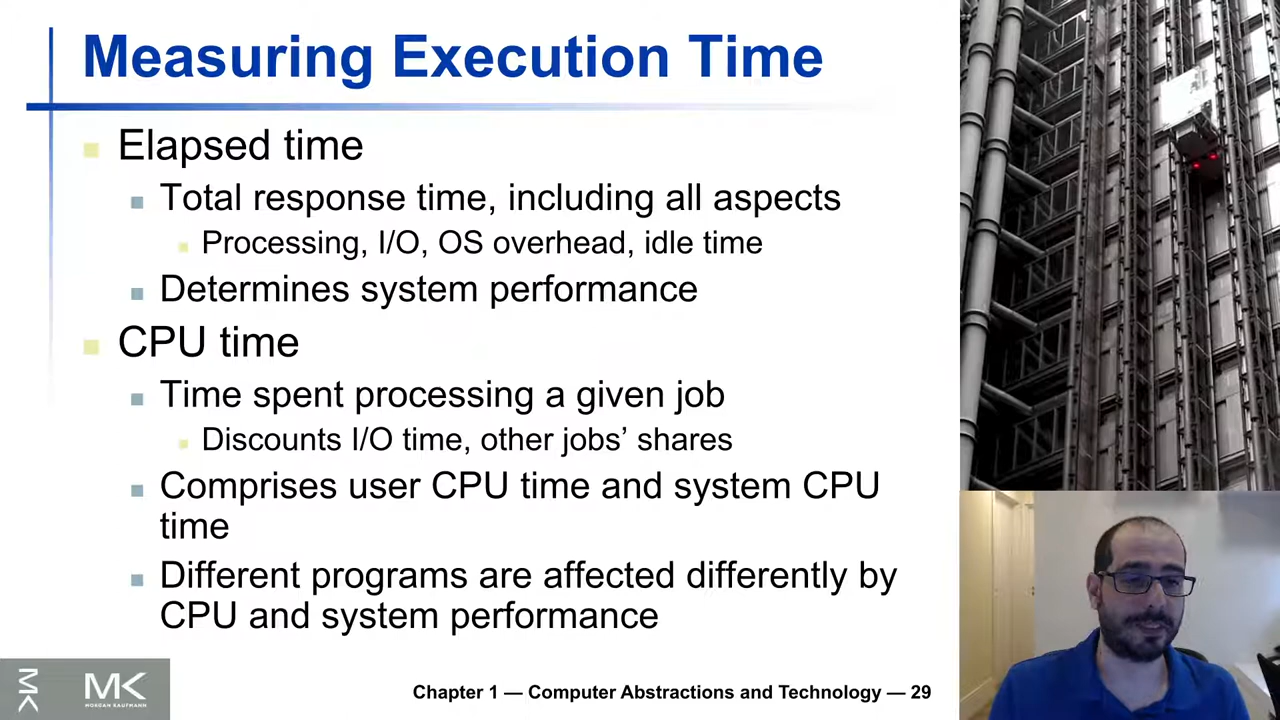 Measuring Execution Time
Elapsed time
Total response time, including all aspects
Processing, I/O, OS overhead, idle time
Determines system performance
CPU time
Time spent processing a given job
Discounts I/O time, other jobs’ shares
Comprises user CPU time and system CPU
time
Different programs are affected differently by
CPU and system performance
MK
MK
MORGAN KAUFMANN
Chapter 1 — Computer Abstractions and Technology — 29